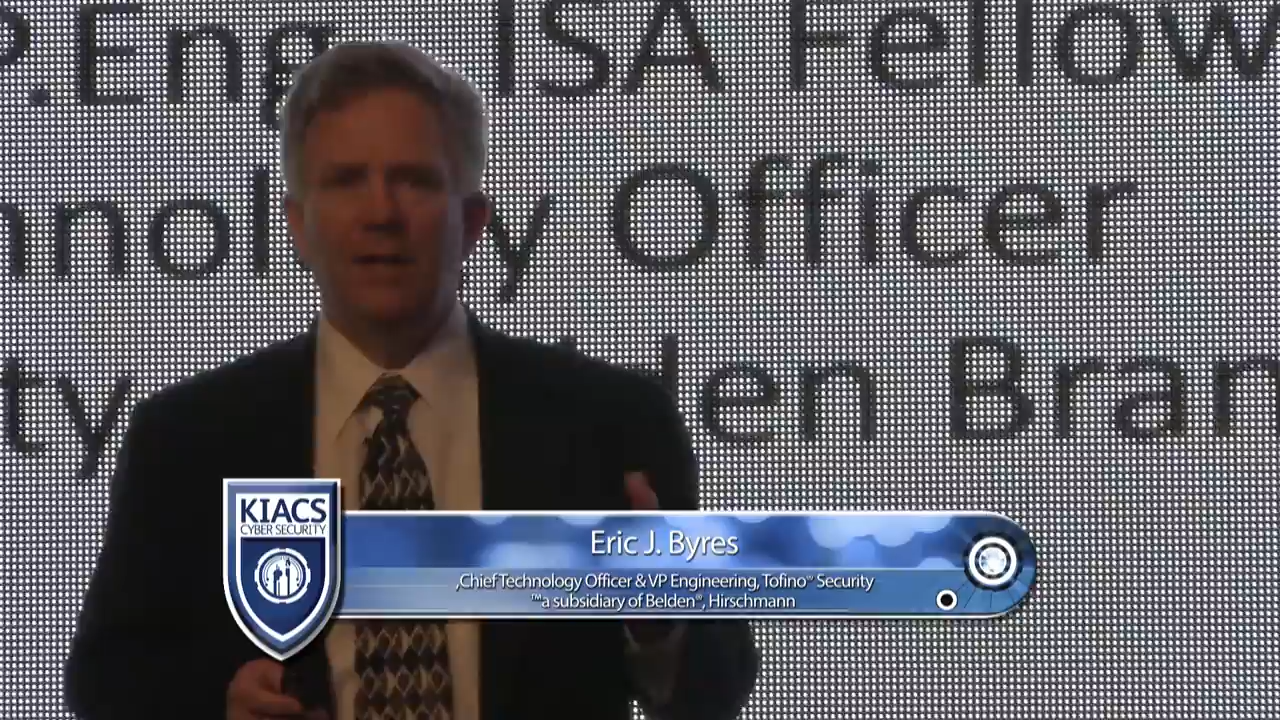 P.Eng. ISA Fellow
nology Officer
ty den Bran
KIACS
CYBER SECURITY
Eric J. Byres
,Chief Technology Officer & VP Engineering, Tofino® Security
™a subsidiary of Belden®, Hirschmann